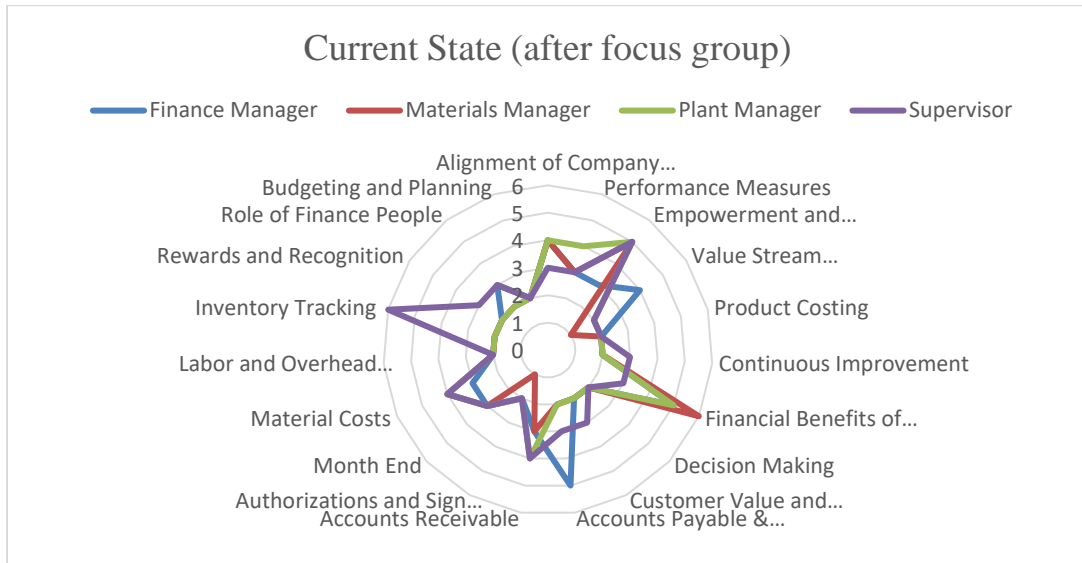 Current State (after focus group)
Finance Manager Materials Manager Plant Manager Supervisor
Alignment of Company...
Budgeting and Planning 6 Performance Measures
Role of Finance People 5 Empowerment and...
Rewards and Recognition 4 Value Stream...
3
Inventory Tracking 2 Product Costing
1
Labor and Overhead... 0 Continuous Improvement
Material Costs Financial Benefits of...
Month End Decision Making
Authorizations and Sign... Customer Value and...
Accounts Receivable Accounts Payable &...